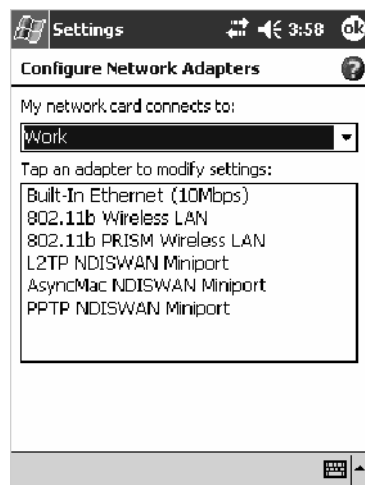 Settings 3:58 ok
Configure Network Adapters ?
My network card connects to:
Work
Tap an adapter to modify settings:
Built-In Ethernet (10Mbps)
802.11b Wireless LAN
802.11b PRISM Wireless LAN
L2TP NDISWAN Miniport
AsyncMac NDISWAN Miniport
PPTP NDISWAN Miniport